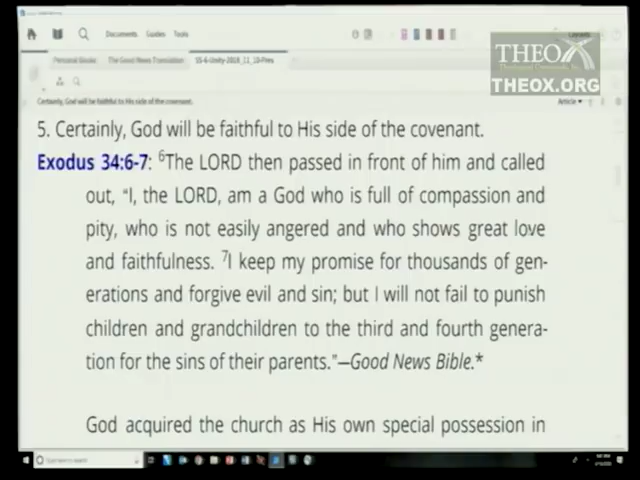 Documents Guides Tools
THEOX
THEOX.ORG
Personal Books The Good News Translation SS-6-Unity-2018_11_10-Pres
Certainly, God will be faithful to His side of the covenant.
Article
5. Certainly, God will be faithful to His side of the covenant.
Exodus 34:6-7: 6The LORD then passed in front of him and called
out, “I, the LORD, am a God who is full of compassion and
pity, who is not easily angered and who shows great love
and faithfulness. 7I keep my promise for thousands of gen-
erations and forgive evil and sin; but I will not fail to punish
children and grandchildren to the third and fourth genera-
tion for the sins of their parents.”—Good News Bible.*
God acquired the church as His own special possession in